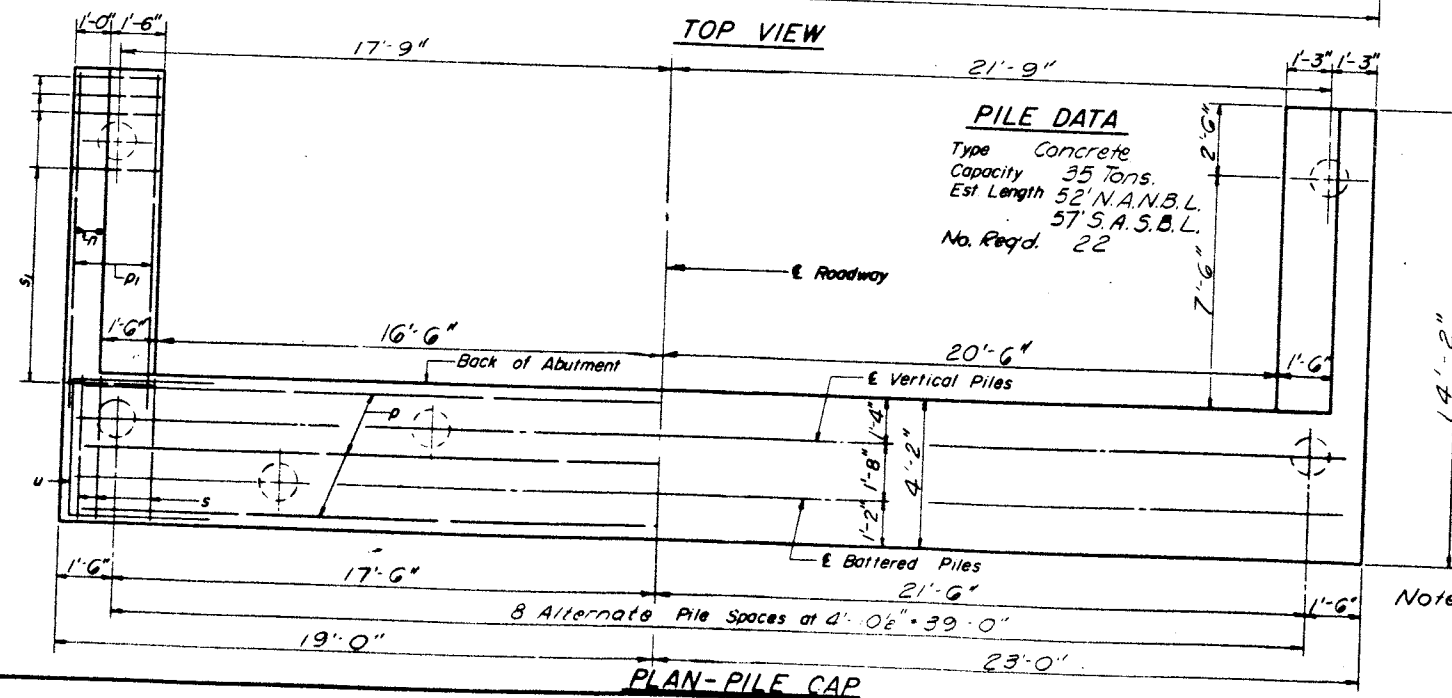 TOP VIEW
1'-0" 1'-6"
17'-9"
21'-9"
1'-3" 1'-3"
PILE DATA
Type Concrete
Capacity 35 Tons.
Est Length 52' N.A.N.B.L.
57' S.A.S.B.L.
No. Req'd. 22
2'-6"
7'-6"
14'-2"
℄ Roadway
s₁
p₁
1'-6"
16'-6"
20'-6"
1'-6"
Back of Abutment
℄ Vertical Piles
p
1'-4"
1'-8"
1'-2"
4'-2"
u
s
℄ Battered Piles
1'-6"
17'-6"
21'-6"
1'-6"
Note
8 Alternate Pile Spaces at
39'-0"
19'-0"
23'-0"
PLAN-PILE CAP